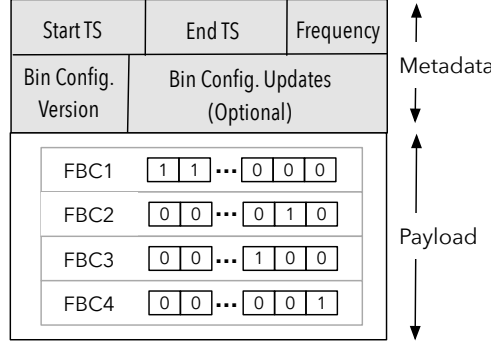 Start TS End TS Frequency
Metadata
Bin Config. Version Bin Config. Updates (Optional)
FBC1 1 1 ... 0 0 0
FBC2 0 0 ... 0 1 0
Payload
FBC3 0 0 ... 1 0 0
FBC4 0 0 ... 0 0 1